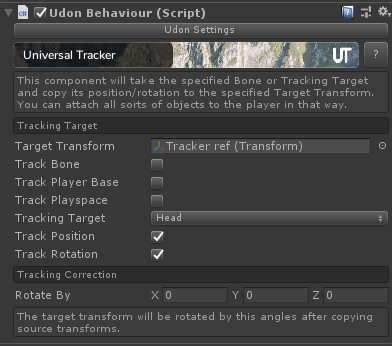 Udon Behaviour (Script)
Udon Settings
Universal Tracker UT ?
This component will take the specified Bone or Tracking Target
and copy its position/rotation to the specified Target Transform.
You can attach all sorts of objects to the player in that way.
Tracking Target
Target Transform Tracker ref (Transform)
Track Bone
Track Player Base
Track Playspace
Tracking Target Head
Track Position
Track Rotation
Tracking Correction
Rotate By X 0 Y 0 Z 0
The target transform will be rotated by this angles after copying
source transforms.